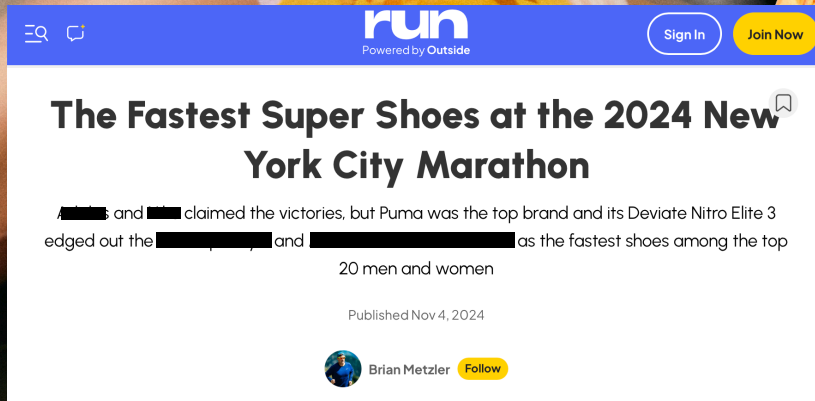 run
Powered by Outside
Sign In
Join Now
The Fastest Super Shoes at the 2024 New
York City Marathon
and claimed the victories, but Puma was the top brand and its Deviate Nitro Elite 3
edged out the and as the fastest shoes among the top
20 men and women
Published Nov 4, 2024
Brian Metzler
Follow